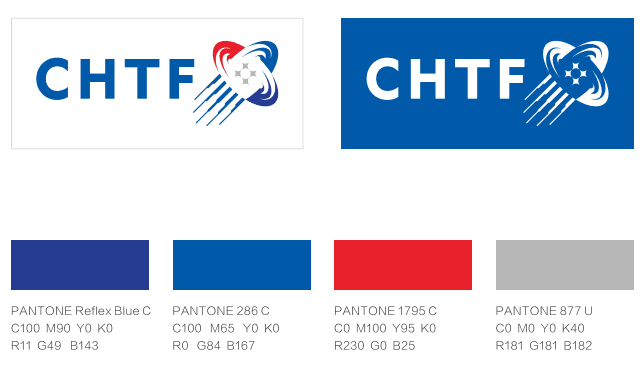 CHTF
CHTF
PANTONE Reflex Blue C
C100 M90 Y0 K0
R11 G49 B143
PANTONE 286 C
C100 M65 Y0 K0
R0 G84 B167
PANTONE 1795 C
C0 M100 Y95 K0
R230 G0 B25
PANTONE 877 U
C0 M0 Y0 K40
R181 G181 B182